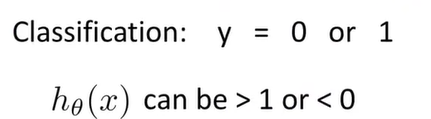 Classification: y = 0 or 1
hθ(x) can be > 1 or < 0